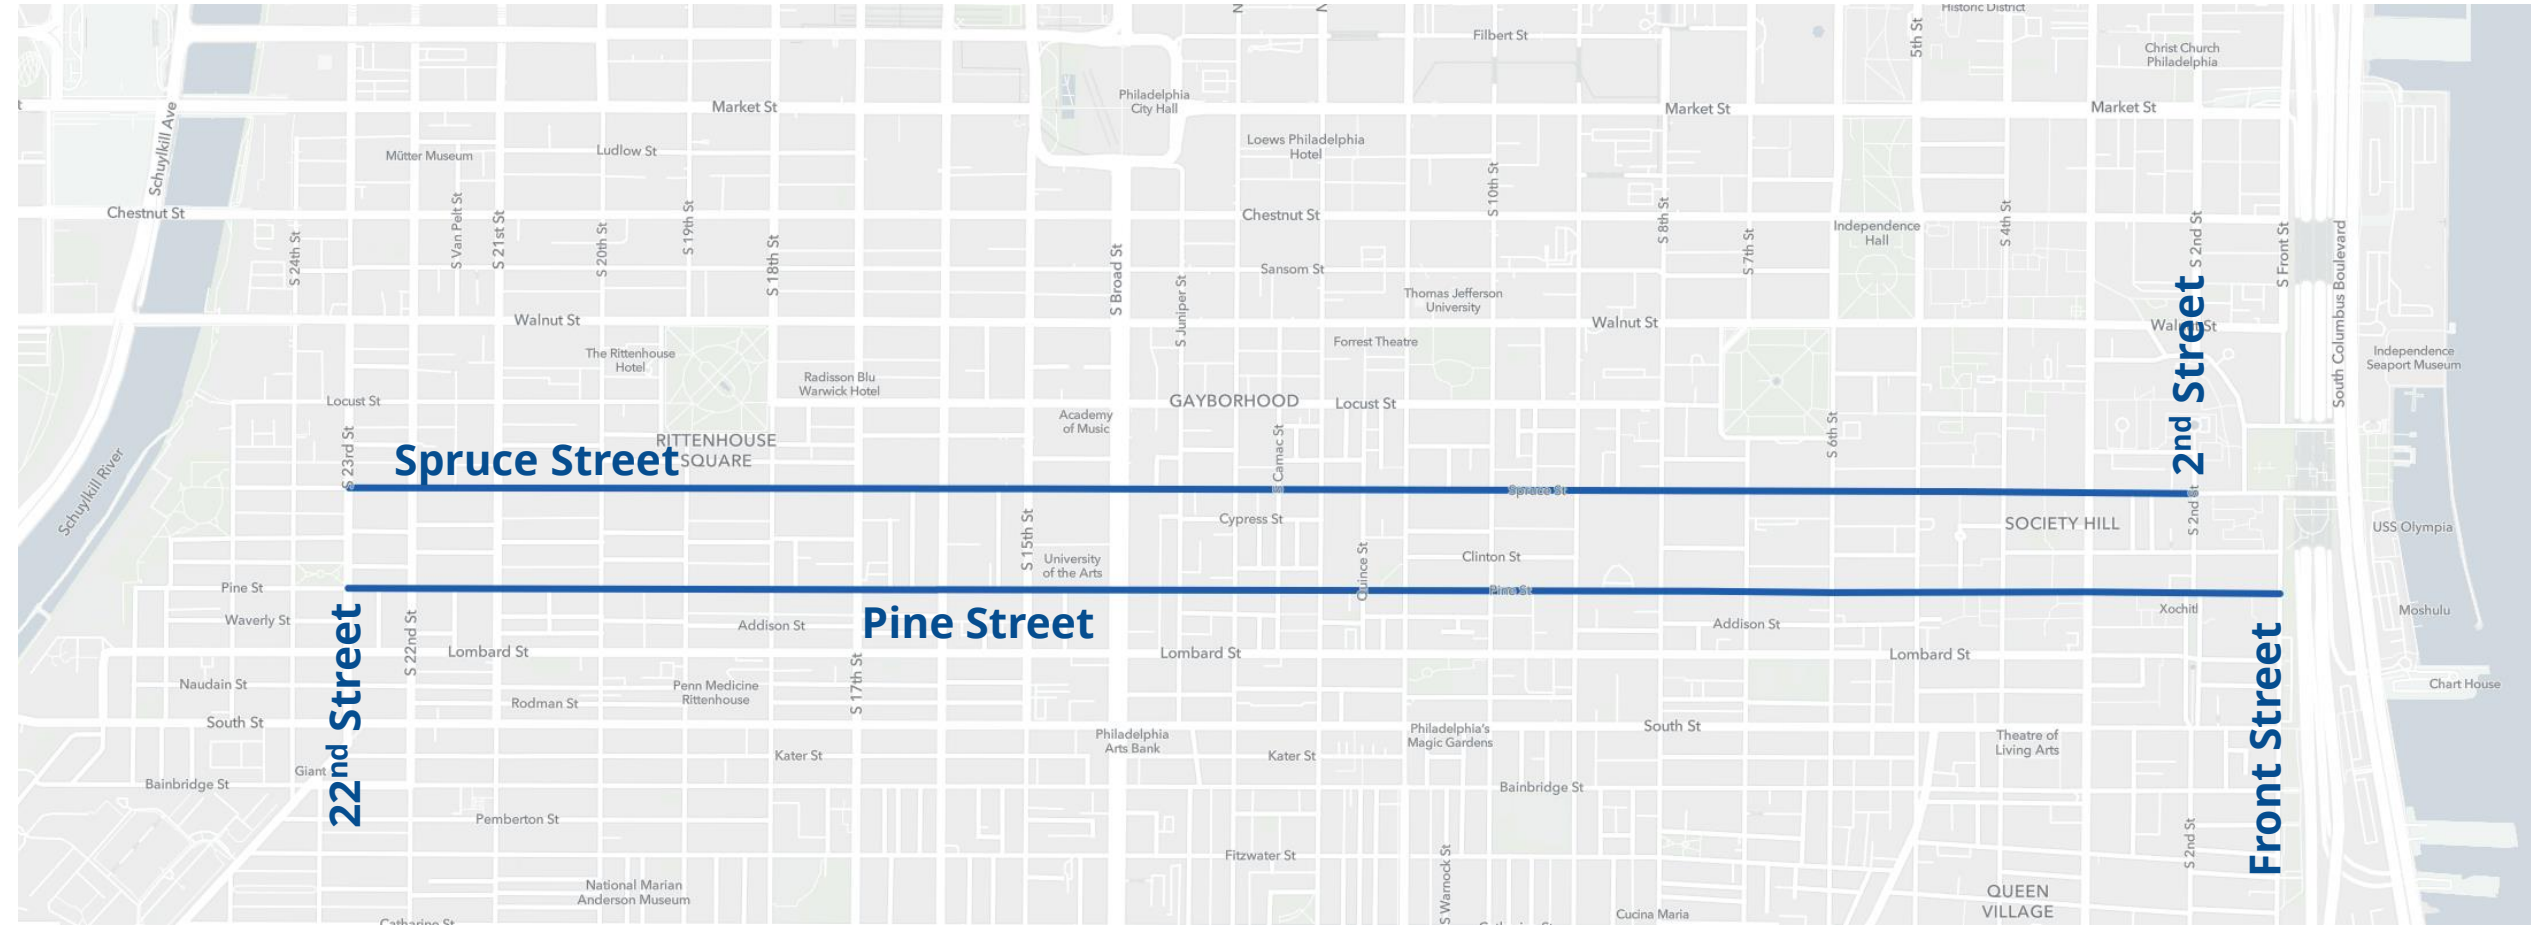 N
Historic District
Filbert St
5th St
Christ Church
Philadelphia
Philadelphia
City Hall
Market St
Market St
Market St
Schuylkill Ave
Loews Philadelphia
Hotel
Mütter Museum
Ludlow St
S 10th St
Chestnut St
Chestnut St
S Van Pelt St
S 21st St
S 20th St
S 19th St
S 18th St
S 24th St
S Broad St
S 8th St
S 7th St
Independence
Hall
S 4th St
S 2nd St
S Front St
South Columbus Boulevard
Sansom St
S Juniper St
Thomas Jefferson
University
Walnut St
Walnut St
Walnut St
2nd Street
The Rittenhouse
Hotel
Forrest Theatre
Independence
Seaport Museum
Radisson Blu
Warwick Hotel
Locust St
GAYBORHOOD
Locust St
Academy
of Music
S 23rd St
RITTENHOUSE
SQUARE
Spruce Street
S Camac St
S 6th St
Schuylkill River
Spruce St
S 2nd St
Cypress St
SOCIETY HILL
USS Olympia
S 15th St
University
of the Arts
Quince St
Clinton St
Pine St
Pine St
Waverly St
Pine Street
Addison St
Addison St
Xochitl
Moshulu
22nd Street
S 22nd St
Lombard St
Lombard St
Lombard St
Front Street
Naudain St
Penn Medicine
Rittenhouse
S 17th St
Chart House
Rodman St
South St
South St
Philadelphia
Arts Bank
Philadelphia's
Magic Gardens
Theatre of
Living Arts
Kater St
Kater St
Giant
Bainbridge St
Bainbridge St
Pemberton St
S 2nd St
Fitzwater St
S Warnock St
National Marian
Anderson Museum
QUEEN
VILLAGE
Cucina Maria
Catharine St